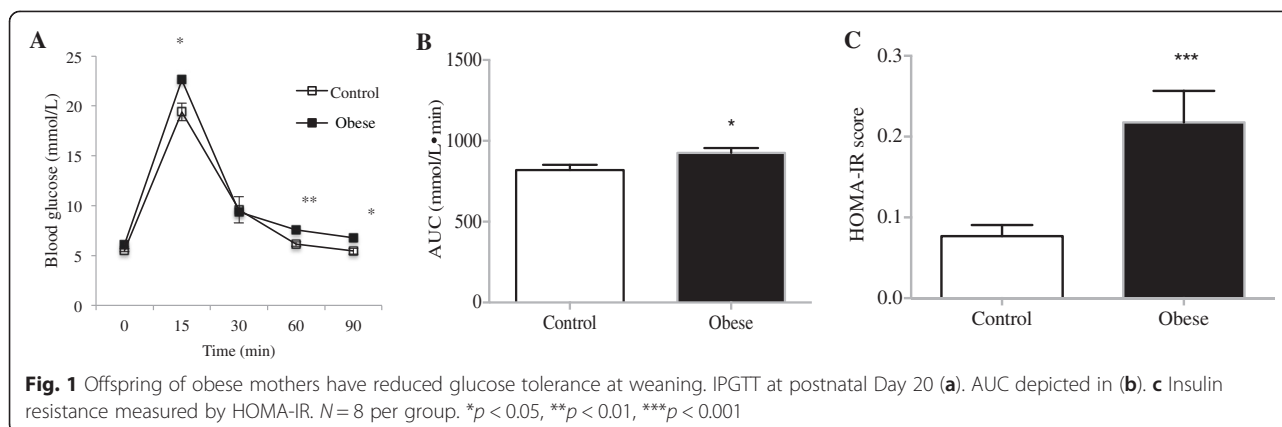 A
*
Blood glucose (mmol/L)
30
25
20
15
10
5
0
Control
Obese
**
*
0 15 30 60 90
Time (min)
B
AUC (mmol/L•min)
1500
1000
500
0
*
Control Obese
C
HOMA-IR score
0.3
0.2
0.1
0.0
***
Control Obese
Fig. 1 Offspring of obese mothers have reduced glucose tolerance at weaning. IPGTT at postnatal Day 20 (a). AUC depicted in (b). c Insulin
resistance measured by HOMA-IR. N = 8 per group. *p < 0.05, **p < 0.01, ***p < 0.001